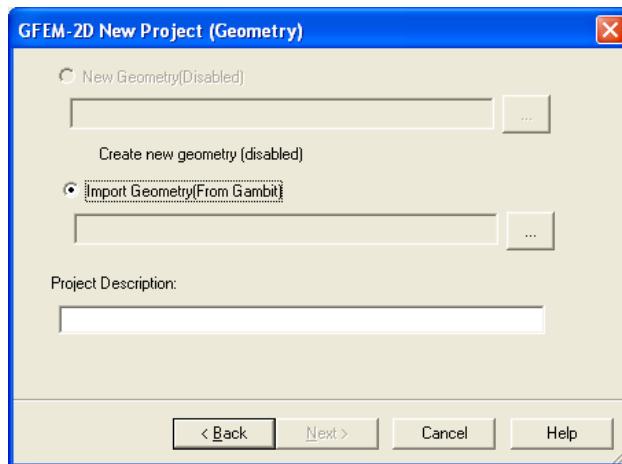 GFEM-2D New Project (Geometry)
New Geometry(Disabled)
...
Create new geometry (disabled)
Import Geometry(From Gambit)
...
Project Description:
< Back Next > Cancel Help